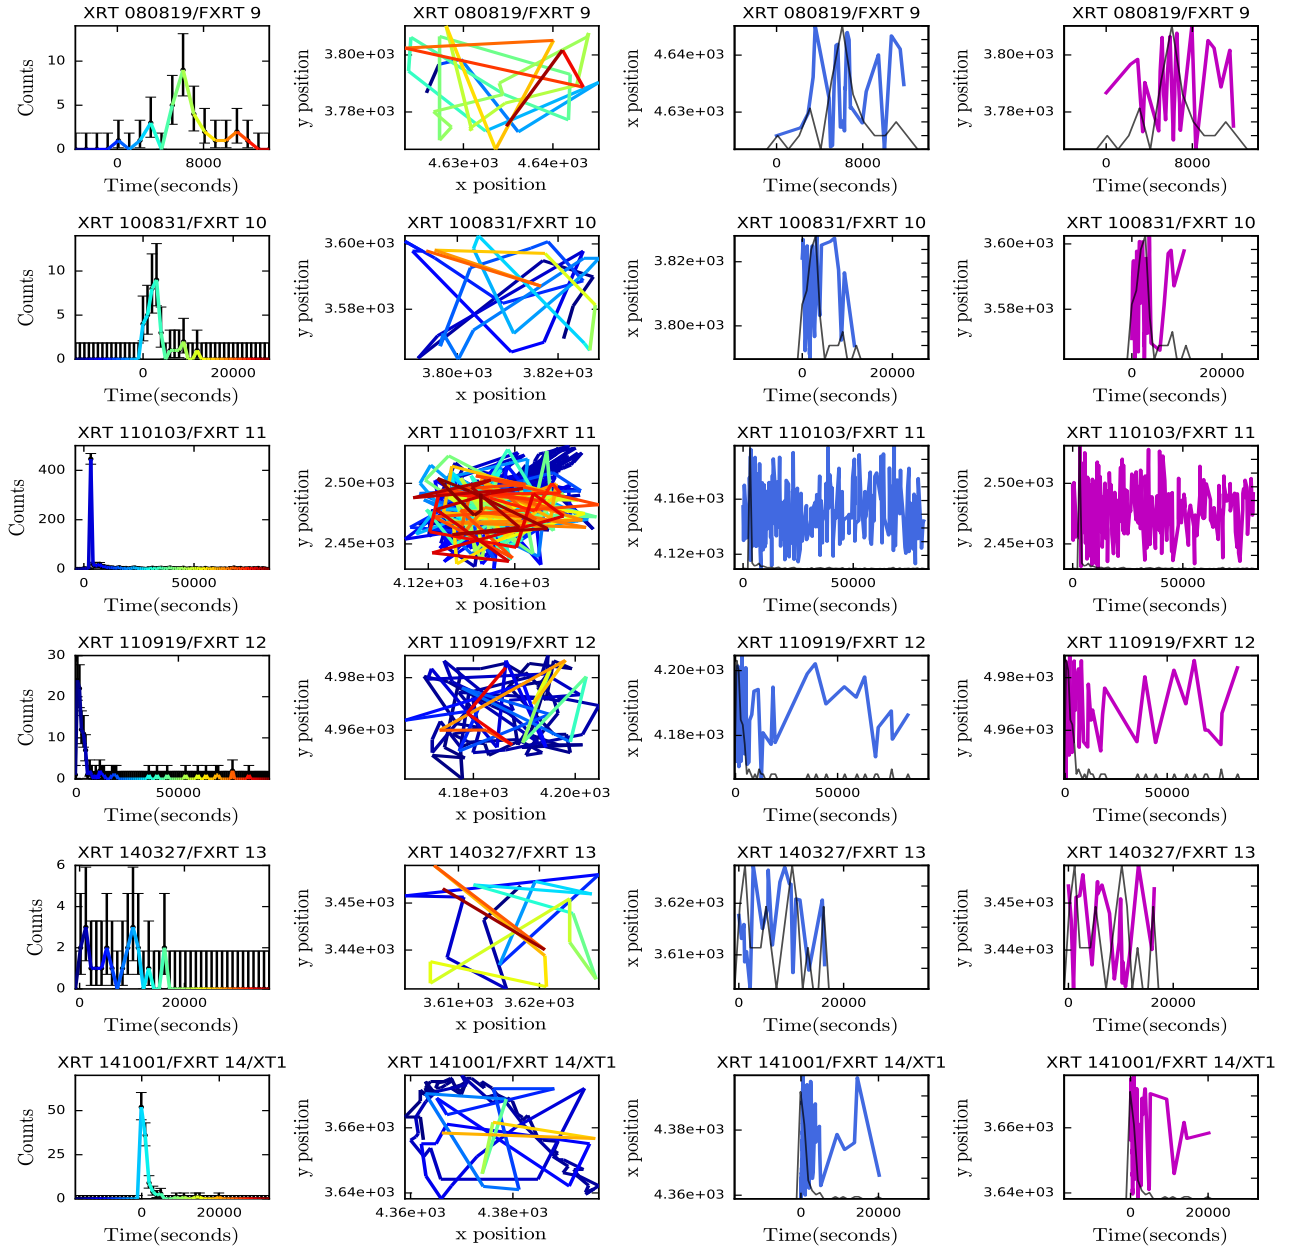 XRT 080819/FXRT 9 XRT 080819/FXRT 9 XRT 080819/FXRT 9 XRT 080819/FXRT 9
Counts 10 5 0 y position 3.80e+03 3.78e+03 x position 4.64e+03 4.63e+03 y position 3.80e+03 3.78e+03
0 8000 4.63e+03 4.64e+03 0 8000 0 8000
Time(seconds) x position Time(seconds) Time(seconds)
XRT 100831/FXRT 10 XRT 100831/FXRT 10 XRT 100831/FXRT 10 XRT 100831/FXRT 10
Counts 10 5 0 y position 3.60e+03 3.58e+03 x position 3.82e+03 3.80e+03 y position 3.60e+03 3.58e+03
0 20000 3.80e+03 3.82e+03 0 20000 0 20000
Time(seconds) x position Time(seconds) Time(seconds)
XRT 110103/FXRT 11 XRT 110103/FXRT 11 XRT 110103/FXRT 11 XRT 110103/FXRT 11
Counts 400 200 0 y position 2.50e+03 2.45e+03 x position 4.16e+03 4.12e+03 y position 2.50e+03 2.45e+03
0 50000 4.12e+03 4.16e+03 0 50000 0 50000
Time(seconds) x position Time(seconds) Time(seconds)
XRT 110919/FXRT 12 XRT 110919/FXRT 12 XRT 110919/FXRT 12 XRT 110919/FXRT 12
Counts 30 20 10 0 y position 4.98e+03 4.96e+03 x position 4.20e+03 4.18e+03 y position 4.98e+03 4.96e+03
0 50000 4.18e+03 4.20e+03 0 50000 0 50000
Time(seconds) x position Time(seconds) Time(seconds)
XRT 140327/FXRT 13 XRT 140327/FXRT 13 XRT 140327/FXRT 13 XRT 140327/FXRT 13
Counts 6 4 2 0 y position 3.45e+03 3.44e+03 x position 3.62e+03 3.61e+03 y position 3.45e+03 3.44e+03
0 20000 3.61e+03 3.62e+03 0 20000 0 20000
Time(seconds) x position Time(seconds) Time(seconds)
XRT 141001/FXRT 14/XT1 XRT 141001/FXRT 14/XT1 XRT 141001/FXRT 14/XT1 XRT 141001/FXRT 14/XT1
Counts 50 25 0 y position 3.66e+03 3.64e+03 x position 4.38e+03 4.36e+03 y position 3.66e+03 3.64e+03
0 20000 4.36e+03 4.38e+03 0 20000 0 20000
Time(seconds) x position Time(seconds) Time(seconds)